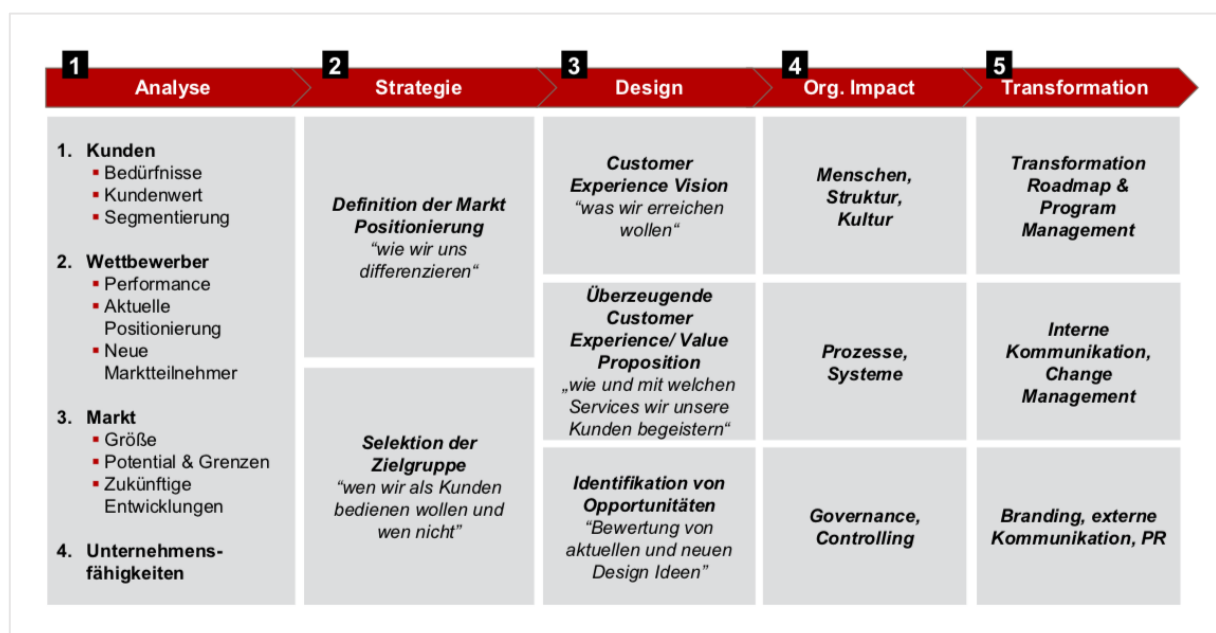 1
Analyse
2
Strategie
3
Design
4
Org. Impact
5
Transformation
1. Kunden
▪ Bedürfnisse
▪ Kundenwert
▪ Segmentierung
2. Wettbewerber
▪ Performance
▪ Aktuelle
Positionierung
▪ Neue
Marktteilnehmer
3. Markt
▪ Größe
▪ Potential & Grenzen
▪ Zukünftige
Entwicklungen
4. Unternehmens-
fähigkeiten
Definition der Markt
Positionierung
“wie wir uns
differenzieren“
Selektion der
Zielgruppe
“wen wir als Kunden
bedienen wollen und
wen nicht”
Customer
Experience Vision
“was wir erreichen
wollen“
Überzeugende
Customer
Experience/ Value
Proposition
„wie und mit welchen
Services wir unsere
Kunden begeistern“
Identifikation von
Opportunitäten
“Bewertung von
aktuellen und neuen
Design Ideen”
Menschen,
Struktur,
Kultur
Prozesse,
Systeme
Governance,
Controlling
Transformation
Roadmap &
Program
Management
Interne
Kommunikation,
Change
Management
Branding, externe
Kommunikation, PR